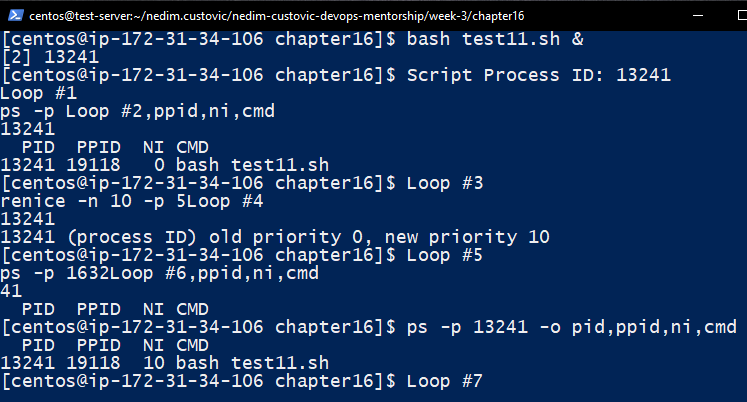 centos@test-server:~/nedim.custovic/nedim-custovic-devops-mentorship/week-3/chapter16
[centos@ip-172-31-34-106 chapter16]$ bash test11.sh &
[2] 13241
[centos@ip-172-31-34-106 chapter16]$ Script Process ID: 13241
Loop #1
ps -p Loop #2,ppid,ni,cmd
13241
  PID  PPID  NI CMD
13241 19118   0 bash test11.sh
[centos@ip-172-31-34-106 chapter16]$ Loop #3
renice -n 10 -p 5Loop #4
13241
13241 (process ID) old priority 0, new priority 10
[centos@ip-172-31-34-106 chapter16]$ Loop #5
ps -p 1632Loop #6,ppid,ni,cmd
41
  PID  PPID  NI CMD
[centos@ip-172-31-34-106 chapter16]$ ps -p 13241 -o pid,ppid,ni,cmd
  PID  PPID  NI CMD
13241 19118  10 bash test11.sh
[centos@ip-172-31-34-106 chapter16]$ Loop #7